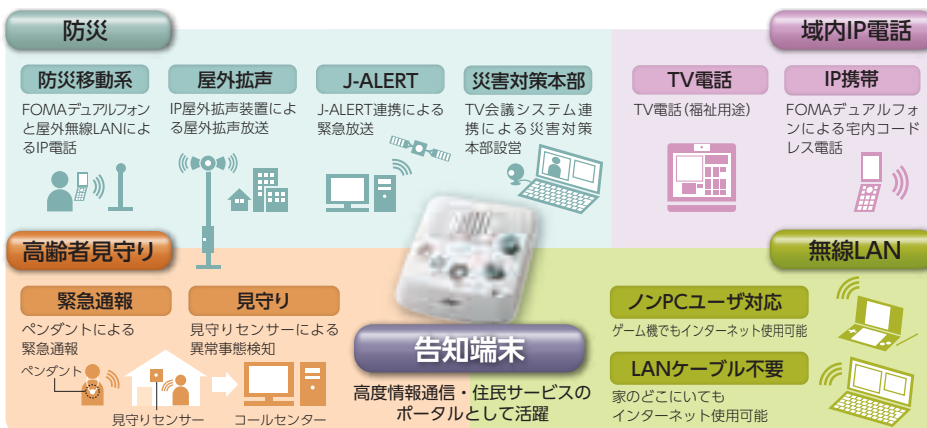 防災
防災移動系
FOMAデュアルフォン
と屋外無線LANによ
るIP電話
屋外拡声
IP屋外拡声装置によ
る屋外拡声放送
J-ALERT
J-ALERT連携による
緊急放送
災害対策本部
TV会議システム連
携による災害対策
本部設営
域内IP電話
TV電話
TV電話(福祉用途)
IP携帯
FOMAデュアルフォ
ンによる宅内コード
レス電話
高齢者見守り
緊急通報
ペンダントによる
緊急通報
ペンダント
見守り
見守りセンサーによる
異常事態検知
見守りセンサー
コールセンター
告知端末
高度情報通信・住民サービスの
ポータルとして活躍
無線LAN
ノンPCユーザ対応
ゲーム機でもインターネット使用可能
LANケーブル不要
家のどこにいても
インターネット使用可能